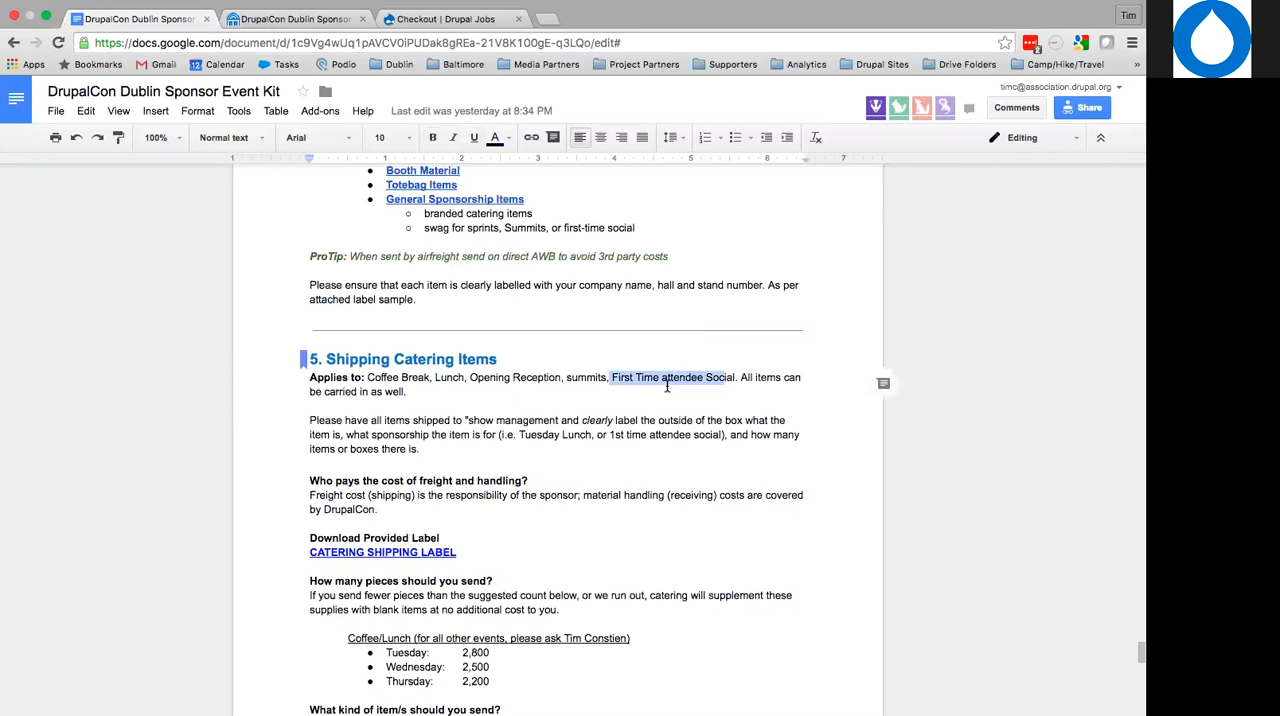 DrupalCon Dublin Sponsor
DrupalCon Dublin Sponsor
Checkout | Drupal Jobs
Tim
https://docs.google.com/document/d/1c9Vg4wUq1pAVCV0iPUDakdgREa-21V8K1O0gE-q3LQo/edit#
Apps
Bookmarks
Gmail
Calendar
Tasks
Podio
Dublin
Baltimore
Media Partners
Project Partners
Supporters
Analytics
Drupal Sites
Drive Folders
Camp/Hike/Travel
»
DrupalCon Dublin Sponsor Event Kit
timc@association.drupal.org
File Edit View Insert Format Tools Table Add-ons Help Last edit was yesterday at 8:34 PM
Comments
Share
100% Normal text Arial 10 B I U A Editing
1 1 2 3 4 5 6 7
Booth Material
Totebag Items
General Sponsorship Items
branded catering items
swag for sprints, Summits, or first-time social
ProTip: When sent by airfreight send on direct AWB to avoid 3rd party costs
Please ensure that each item is clearly labelled with your company name, hall and stand number. As per
attached label sample.
5. Shipping Catering Items
Applies to: Coffee Break, Lunch, Opening Reception, summits, First Time attendee Social. All items can
be carried in as well.
Please have all items shipped to "show management and clearly label the outside of the box what the
item is, what sponsorship the item is for (i.e. Tuesday Lunch, or 1st time attendee social), and how many
items or boxes there is.
Who pays the cost of freight and handling?
Freight cost (shipping) is the responsibility of the sponsor; material handling (receiving) costs are covered
by DrupalCon.
Download Provided Label
CATERING SHIPPING LABEL
How many pieces should you send?
If you send fewer pieces than the suggested count below, or we run out, catering will supplement these
supplies with blank items at no additional cost to you.
Coffee/Lunch (for all other events, please ask Tim Constien)
Tuesday: 2,800
Wednesday: 2,500
Thursday: 2,200
What kind of item/s should you send?